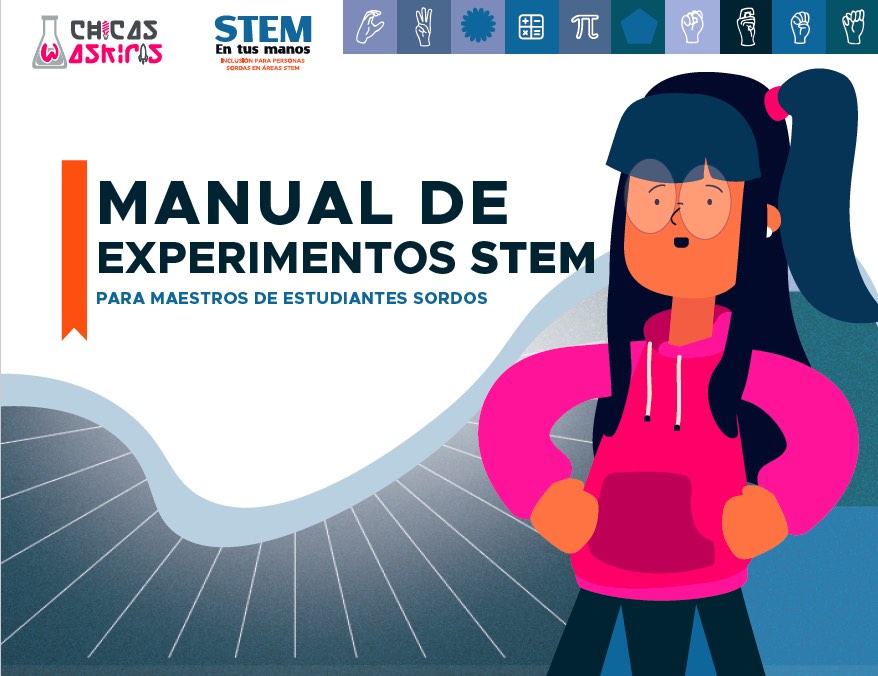 CHICAS
WASKIRIS
STEM
En tus manos
INCLUSIÓN PARA PERSONAS
SORDAS EN ÁREAS STEM
π
MANUAL DE
EXPERIMENTOS STEM
PARA MAESTROS DE ESTUDIANTES SORDOS